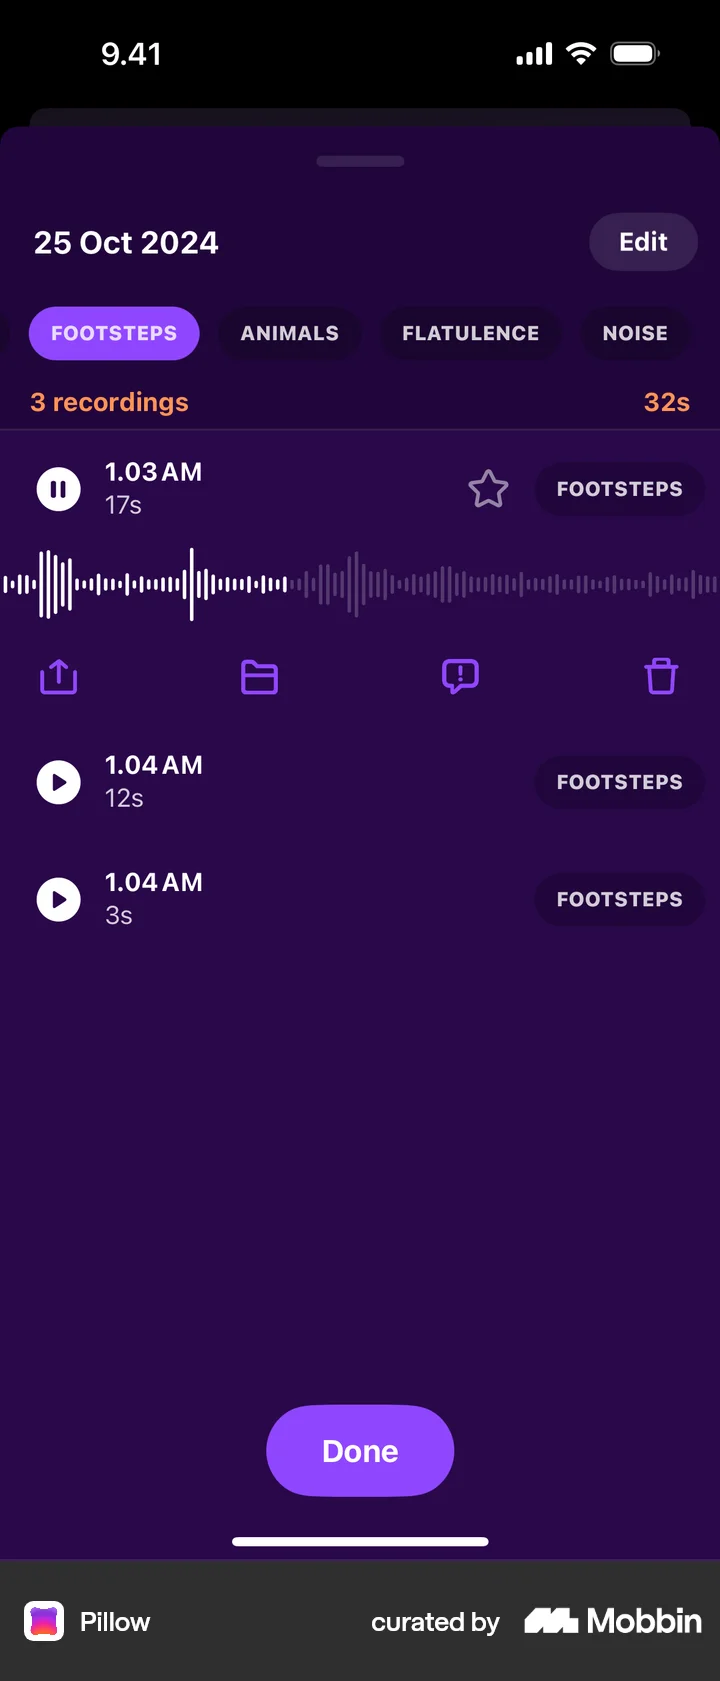 9.41
25 Oct 2024 Edit
FOOTSTEPS ANIMALS FLATULENCE NOISE
3 recordings 32s
1.03 AM
17s
FOOTSTEPS
1.04 AM
12s
FOOTSTEPS
1.04 AM
3s
FOOTSTEPS
Done
Pillow curated by Mobbin